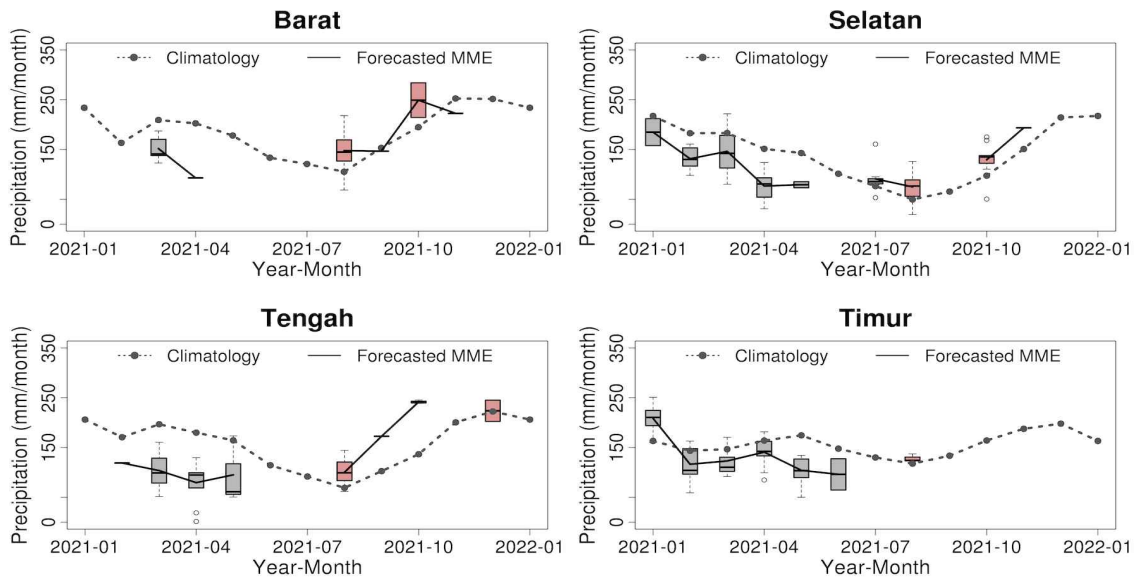 Barat
Precipitation (mm/month)
350
250
150
0
Climatology
Forecasted MME
2021-01
2021-04
2021-07
2021-10
2022-01
Year-Month
Selatan
Precipitation (mm/month)
350
250
150
0
Climatology
Forecasted MME
2021-01
2021-04
2021-07
2021-10
2022-01
Year-Month
Tengah
Precipitation (mm/month)
350
250
150
0
Climatology
Forecasted MME
2021-01
2021-04
2021-07
2021-10
2022-01
Year-Month
Timur
Precipitation (mm/month)
350
250
150
0
Climatology
Forecasted MME
2021-01
2021-04
2021-07
2021-10
2022-01
Year-Month